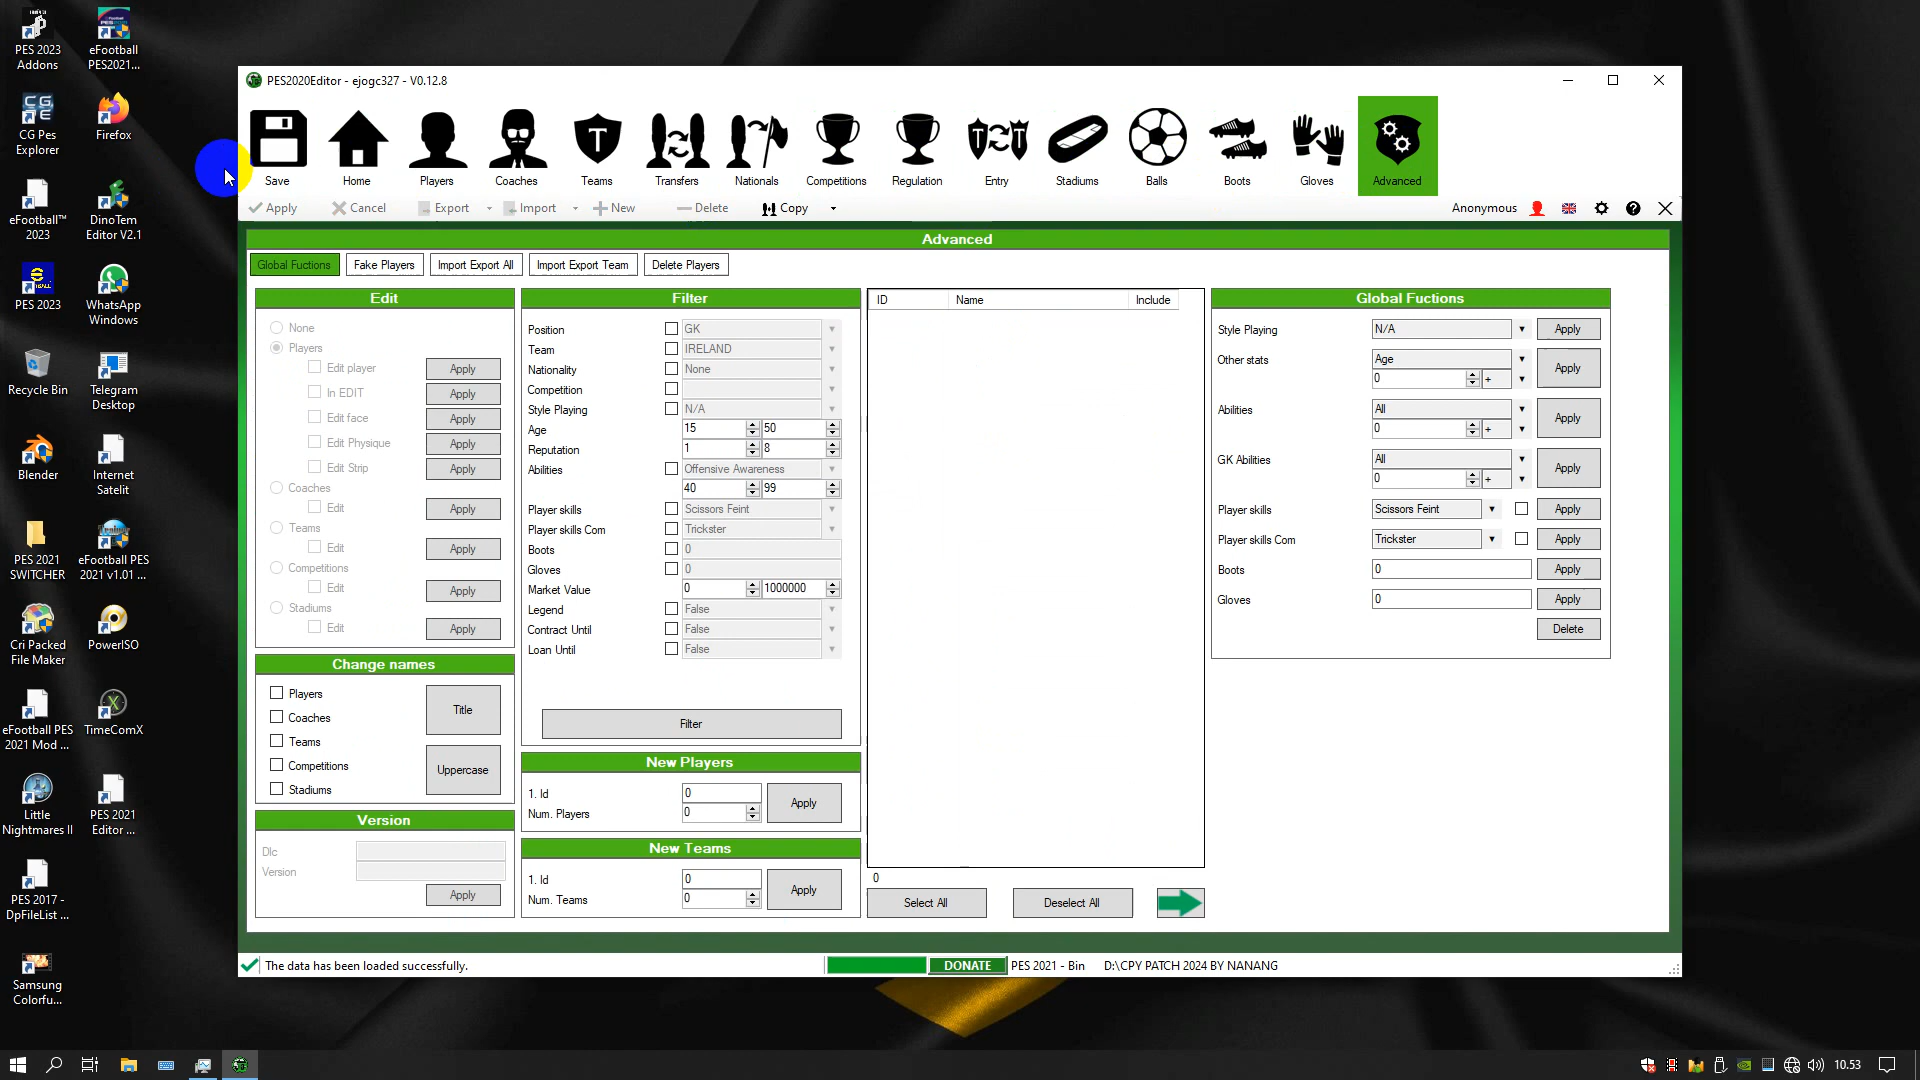 PES 2023
Addons
eFootball
PES2021...
CG Pes
Explorer
Firefox
eFootball™
2023
DinoTem
Editor V2.1
PES 2023
WhatsApp
Windows
Recycle Bin
Telegram
Desktop
Blender
Internet
Satelit
PES 2021
SWITCHER
eFootball PES
2021 v1.01 ...
Cri Packed
File Maker
PowerISO
eFootball PES
2021 Mod ...
TimeComX
Little
Nightmares II
PES 2021
Editor ...
PES 2017 -
DpFileList ...
Samsung
Colorfu...
PES2020Editor - ejogc327 - V0.12.8
Save
Home
Players
Coaches
Teams
Transfers
Nationals
Competitions
Regulation
Entry
Stadiums
Balls
Boots
Gloves
Advanced
Apply
Cancel
Export
Import
New
Delete
Copy
Anonymous
Advanced
Global Fuctions
Fake Players
Import Export All
Import Export Team
Delete Players
Edit
None
Players
Edit player
Apply
In EDIT
Apply
Edit face
Apply
Edit Physique
Apply
Edit Strip
Apply
Coaches
Edit
Apply
Teams
Edit
Apply
Competitions
Edit
Apply
Stadiums
Edit
Apply
Change names
Players
Coaches
Teams
Competitions
Stadiums
Title
Uppercase
Version
Dlc
Version
Apply
Filter
Position GK
Team IRELAND
Nationality None
Competition
Style Playing N/A
Age 15 50
Reputation 1 8
Abilities Offensive Awareness
40 99
Player skills Scissors Feint
Player skills Com Trickster
Boots 0
Gloves 0
Market Value 0 1000000
Legend False
Contract Until False
Loan Until False
Filter
New Players
1. Id 0
Num. Players 0
Apply
New Teams
1. Id 0
Num. Teams 0
Apply
ID Name Include
0
Select All
Deselect All
Global Fuctions
Style Playing N/A Apply
Other stats Age
0 + Apply
Abilities All
0 + Apply
GK Abilities All
0 + Apply
Player skills Scissors Feint Apply
Player skills Com Trickster Apply
Boots 0 Apply
Gloves 0 Apply
Delete
The data has been loaded successfully.
DONATE
PES 2021 - Bin
D:\CPY PATCH 2024 BY NANANG
10.53